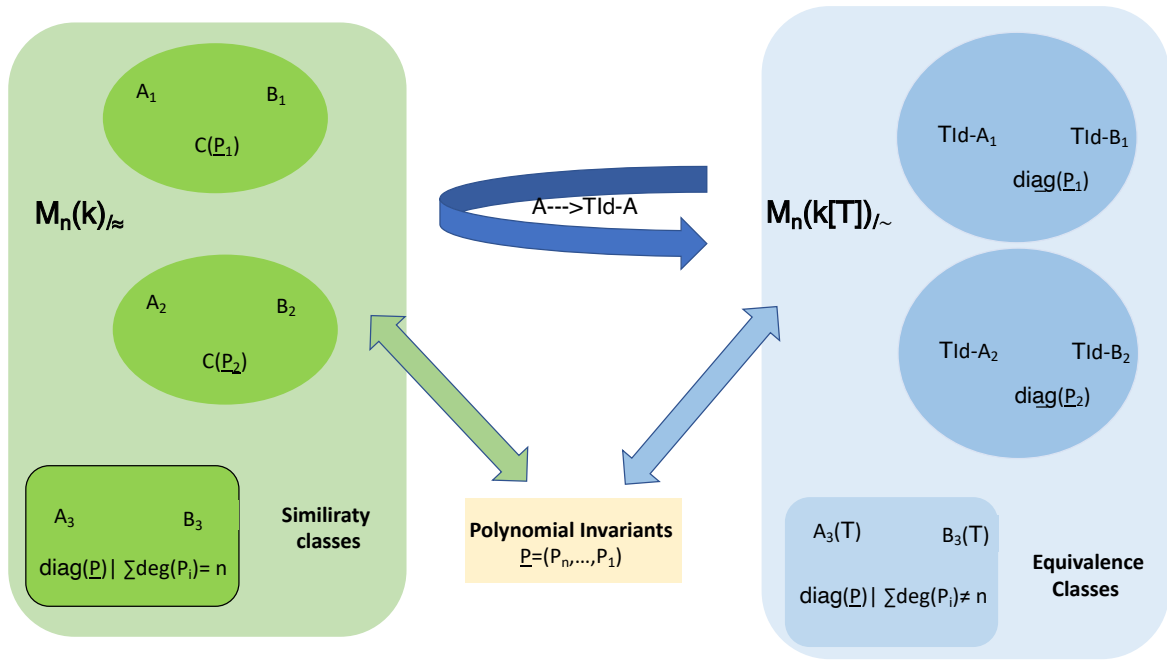 A₁
B₁
C(P₁)
Mₙ(k)/≈
A₂
B₂
C(P₂)
A₃
B₃
diag(P)| ∑deg(Pᵢ)= n
Similiraty
classes
A--->TId-A
Polynomial Invariants
P=(Pₙ,...,P₁)
TId-A₁
TId-B₁
diag(P₁)
Mₙ(k[T])/~
TId-A₂
TId-B₂
diag(P₂)
A₃(T)
B₃(T)
diag(P)| ∑deg(Pᵢ)≠ n
Equivalence
Classes